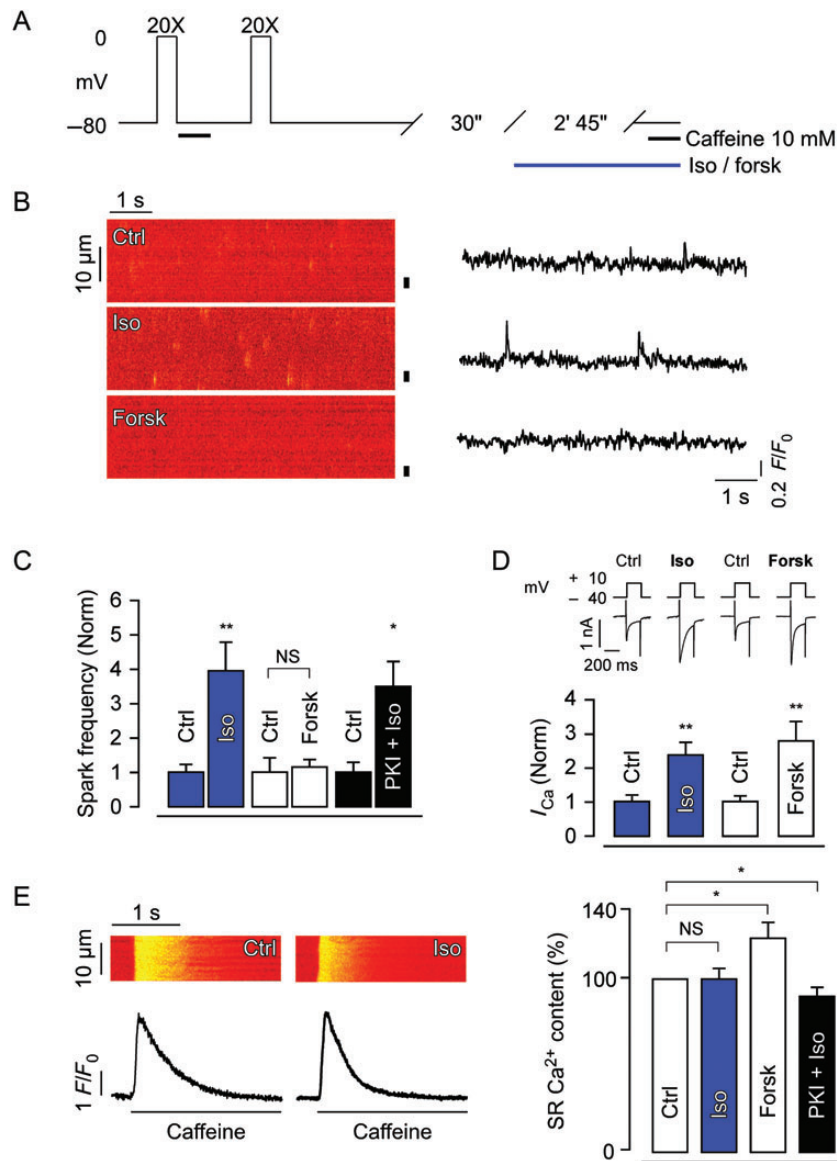 A
0
mV
–80
20X
20X
30"
2' 45"
Caffeine 10 mM
Iso / forsk
B
1 s
10 µm
Ctrl
Iso
Forsk
0.2 F/F0
1 s
C
Spark frequency (Norm)
6
5
4
3
2
1
0
Ctrl
Iso
**
Ctrl
NS
Forsk
Ctrl
PKI + Iso
*
D
Ctrl Iso Ctrl Forsk
mV + 10
– 40
1 nA
200 ms
ICa (Norm)
4
3
2
1
0
Ctrl
Iso
**
Ctrl
Forsk
**
E
1 s
10 µm
Ctrl
Iso
1 F/F0
Caffeine
Caffeine
SR Ca2+ content (%)
140
100
0
*
*
NS
Ctrl
Iso
Forsk
PKI + Iso